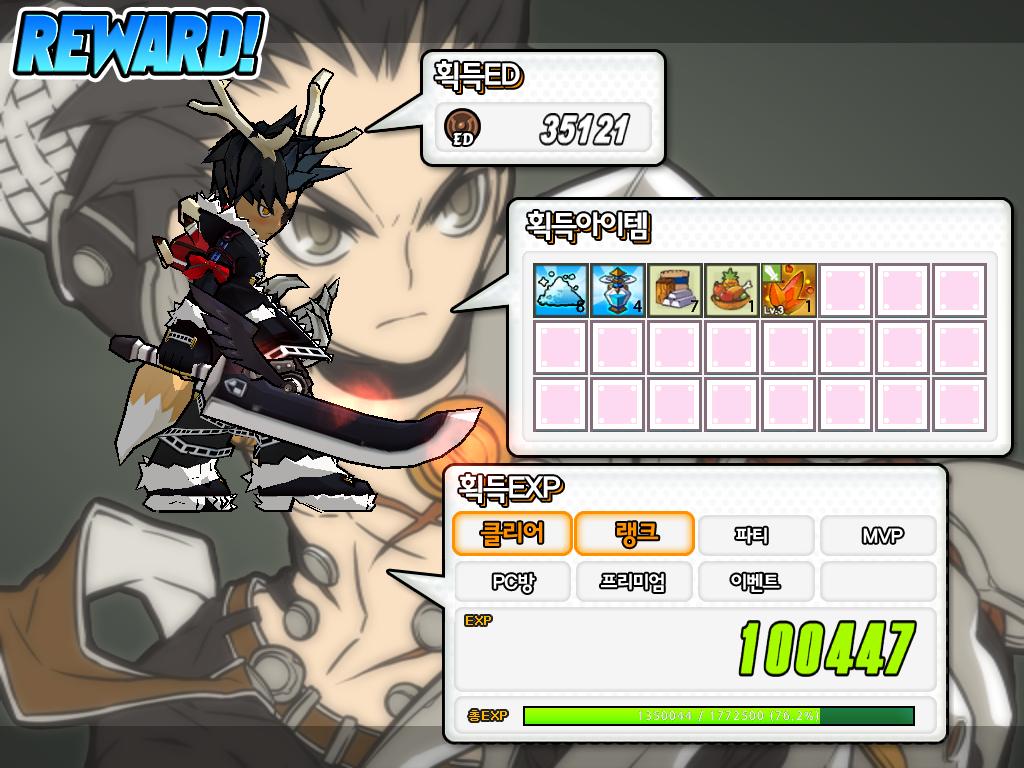 REWARD!
획득ED
ED 35121
획득아이템
8 4 7 1 LV.3 1
획득EXP
클리어 랭크 파티 MVP
PC방 프리미엄 이벤트
EXP
100447
총EXP 1350044 / 1772500 (76.2%)